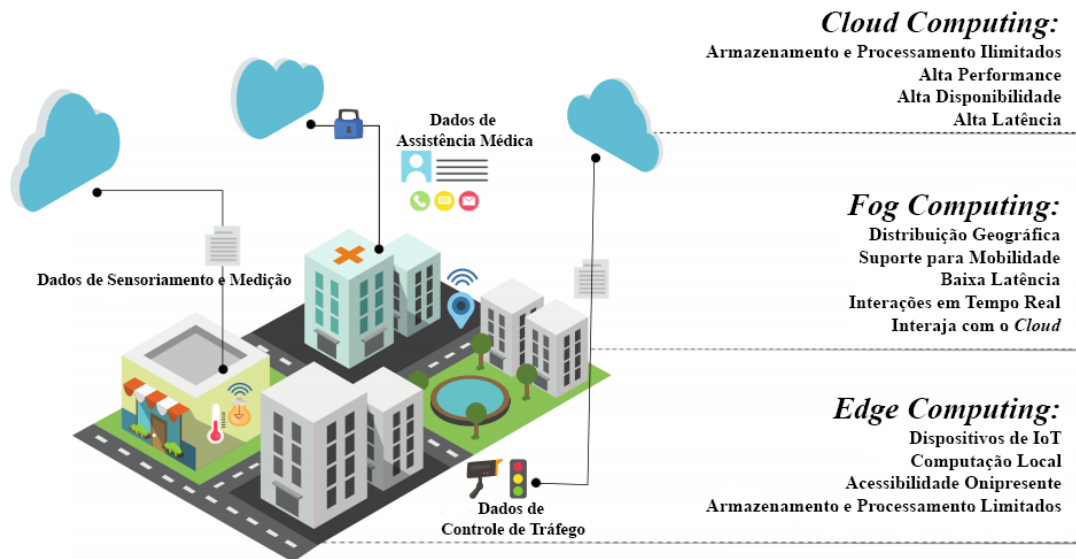 Cloud Computing:
Armazenamento e Processamento Ilimitados
Alta Performance
Alta Disponibilidade
Alta Latência
Dados de
Assistência Médica
Fog Computing:
Distribuição Geográfica
Suporte para Mobilidade
Baixa Latência
Interações em Tempo Real
Interaja com o Cloud
Dados de Sensoriamento e Medição
Edge Computing:
Dispositivos de IoT
Computação Local
Acessibilidade Onipresente
Armazenamento e Processamento Limitados
Dados de
Controle de Tráfego